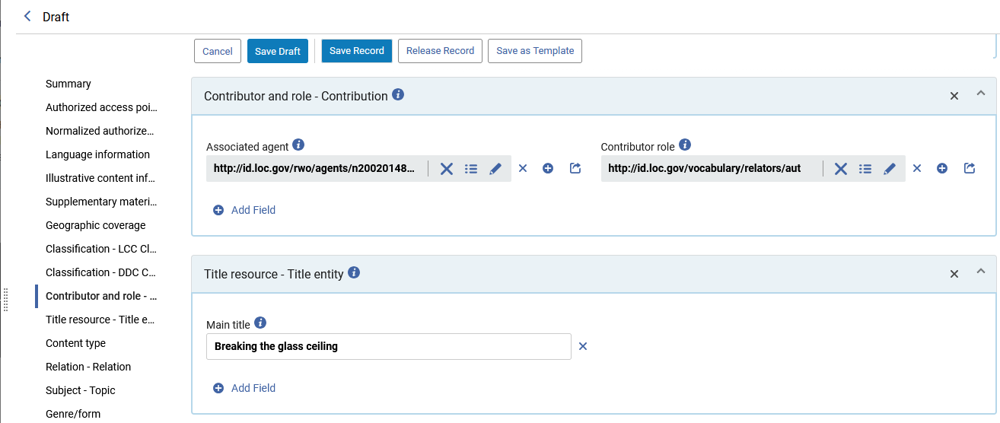 Draft
Cancel
Save Draft
Save Record
Release Record
Save as Template
Summary
Authorized access poi...
Normalized authorize...
Language information
Illustrative content inf...
Supplementary materi...
Geographic coverage
Classification - LCC Cl...
Classification - DDC C...
Contributor and role - ...
Title resource - Title e...
Content type
Relation - Relation
Subject - Topic
Genre/form
Contributor and role - Contribution
Associated agent
http://id.loc.gov/rwo/agents/n20020148...
Contributor role
http://id.loc.gov/vocabulary/relators/aut
Add Field
Title resource - Title entity
Main title
Breaking the glass ceiling
Add Field